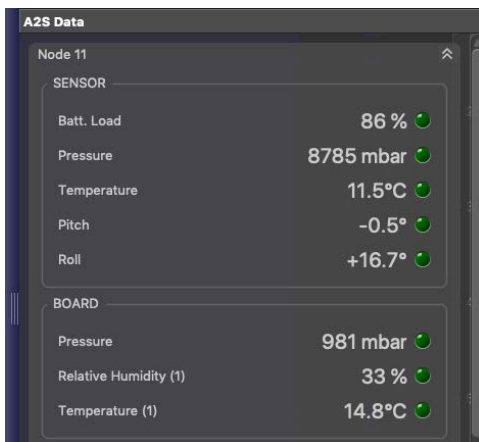 A2S Data
Node 11
SENSOR
Batt. Load 86 %
Pressure 8785 mbar
Temperature 11.5°C
Pitch -0.5°
Roll +16.7°
BOARD
Pressure 981 mbar
Relative Humidity (1) 33 %
Temperature (1) 14.8°C